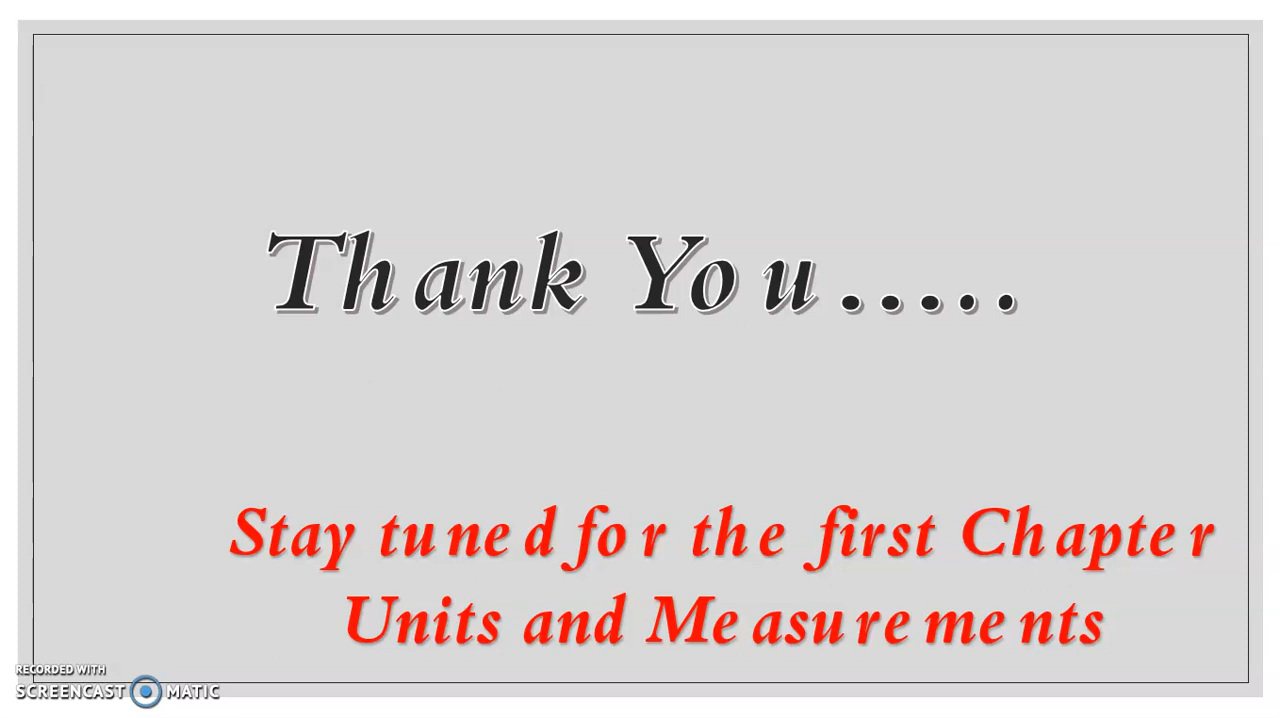 Thank You.....
Stay tuned for the first Chapter
Units and Measurements
RECORDED WITH
SCREENCAST MATIC